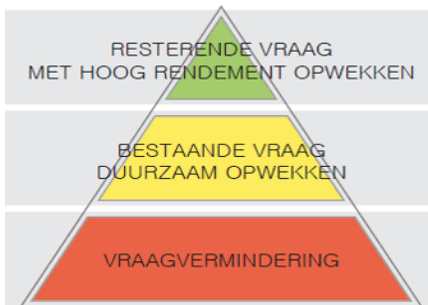 RESTERENDE VRAAG
MET HOOG RENDEMENT OPWEKKEN
BESTAANDE VRAAG
DUURZAAM OPWEKKEN
VRAAGVERMINDERING